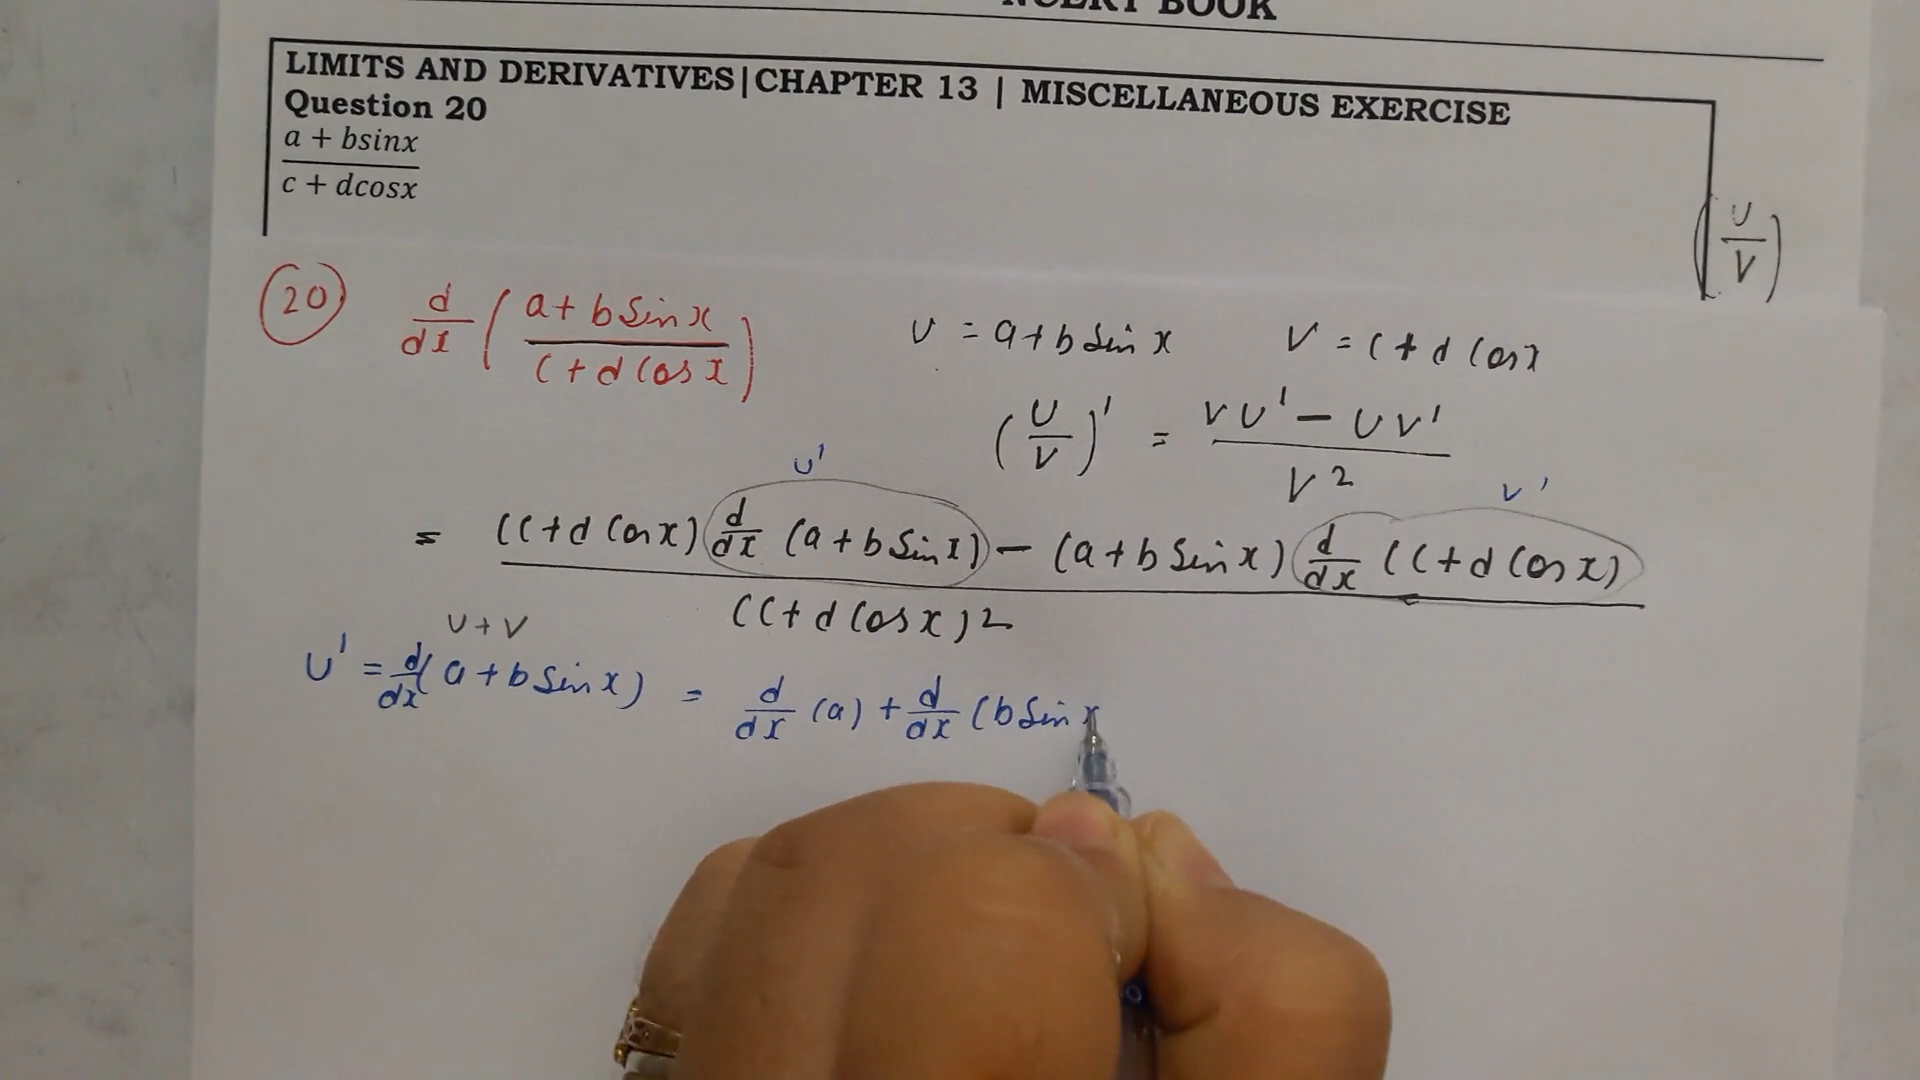 NCERT BOOK
LIMITS AND DERIVATIVES|CHAPTER 13 | MISCELLANEOUS EXERCISE
Question 20
a + bsinx
c + dcosx
(U/V)
20 d/dx (a + b Sin x / c + d Cos x) U = a + b Sin x V = c + d Cos x
(U/V)' = VU' - UV' / V2
U' V'
= (c + d Cos x) d/dx (a + b Sin x) - (a + b Sin x) d/dx (c + d Cos x)
(c + d Cos x)2
U + V
U' = d/dx (a + b Sin x) = d/dx (a) + d/dx (b Sin x